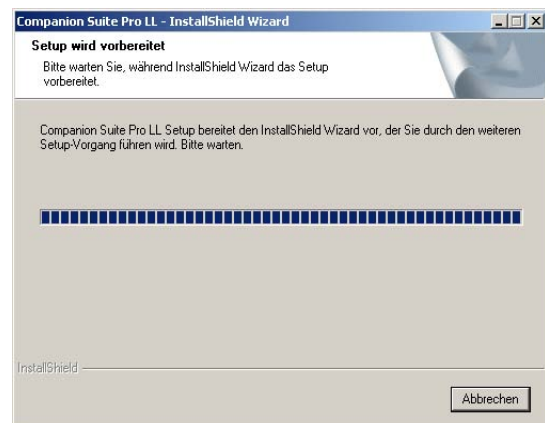 Companion Suite Pro LL - InstallShield Wizard
Setup wird vorbereitet
Bitte warten Sie, während InstallShield Wizard das Setup
vorbereitet.
Companion Suite Pro LL Setup bereitet den InstallShield Wizard vor, der Sie durch den weiteren
Setup-Vorgang führen wird. Bitte warten.
InstallShield
Abbrechen